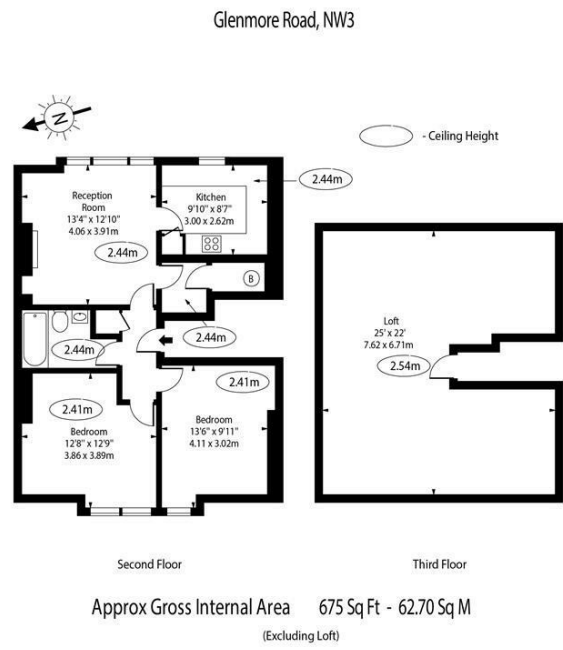 Glenmore Road, NW3
N
- Ceiling Height
Reception
Room
13'4" x 12'10"
4.06 x 3.91m
2.44m
Kitchen
9'10" x 8'7"
3.00 x 2.62m
2.44m
B
2.44m
2.44m
2.41m
Bedroom
12'8" x 12'9"
3.86 x 3.89m
2.41m
Bedroom
13'6" x 9'11"
4.11 x 3.02m
Loft
25' x 22'
7.62 x 6.71m
2.54m
Second Floor
Third Floor
Approx Gross Internal Area 675 Sq Ft - 62.70 Sq M
(Excluding Loft)